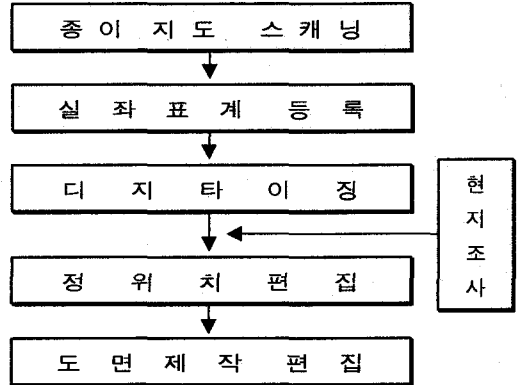 종이지도 스캐닝
실좌표계 등록
디지타이징
현지조사
정위치편집
도면제작편집